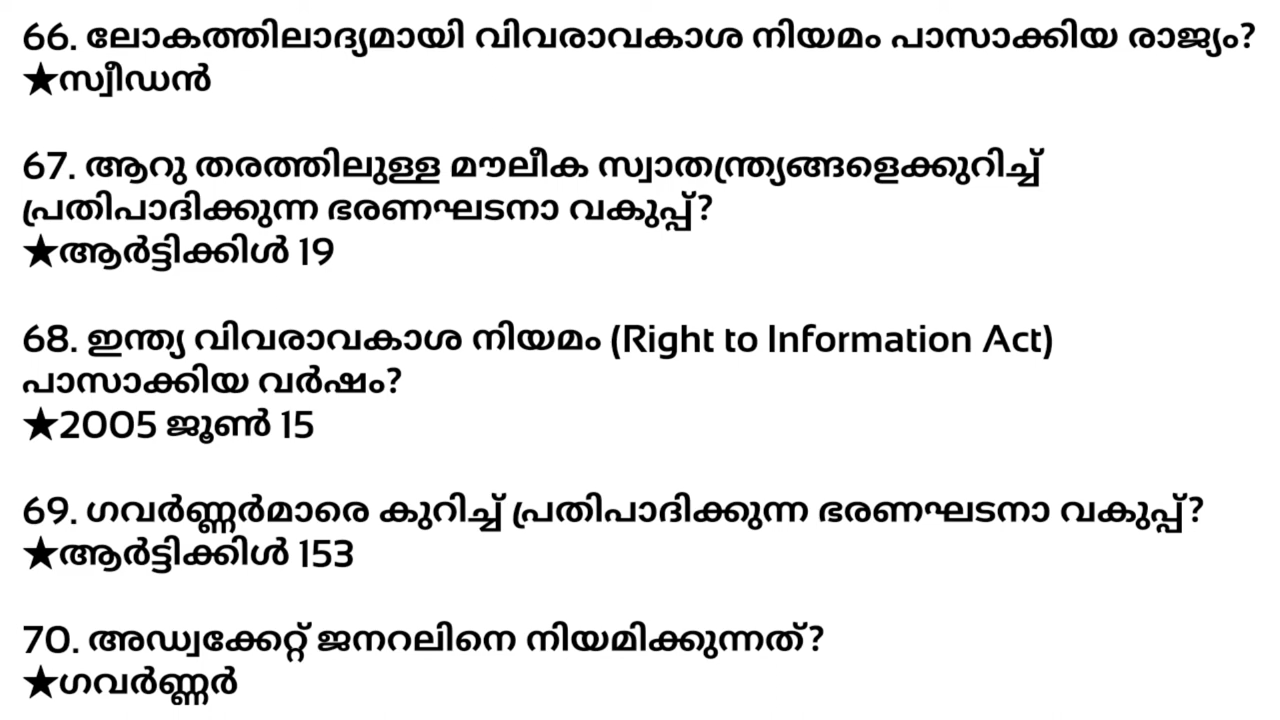 66. ലോകത്തിലാദ്യമായി വിവരാവകാശ നിയമം പാസാക്കിയ രാജ്യം?
★സ്വീഡൻ
67. ആറു തരത്തിലുള്ള മൗലീക സ്വാതന്ത്ര്യങ്ങളെക്കുറിച്ച്
പ്രതിപാദിക്കുന്ന ഭരണഘടനാ വകുപ്പ്?
★ആർട്ടിക്കിൾ 19
68. ഇന്ത്യ വിവരാവകാശ നിയമം (Right to Information Act)
പാസാക്കിയ വർഷം?
★2005 ജൂൺ 15
69. ഗവർണ്ണർമാരെ കുറിച്ച് പ്രതിപാദിക്കുന്ന ഭരണഘടനാ വകുപ്പ്?
★ആർട്ടിക്കിൾ 153
70. അഡ്വക്കേറ്റ് ജനറലിനെ നിയമിക്കുന്നത്?
★ഗവർണ്ണർ